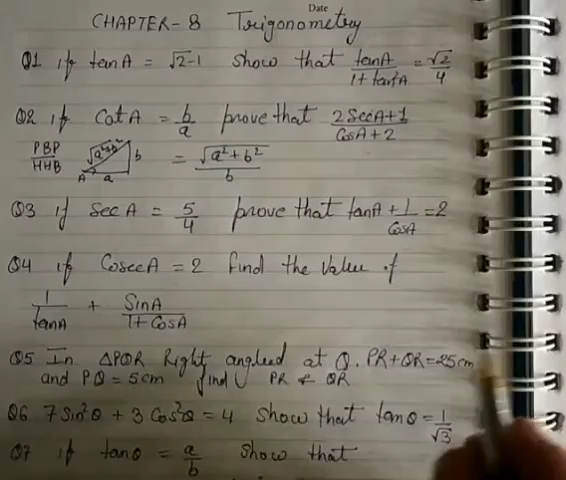 Date
CHAPTER-8 Trigonometry
Q1 if tanA = √2-1 show that tanA/1+tan²A = √2/4
Q2 if CotA = b/a prove that 2SecA+1/CosA+2
PBP/HHB √a²+b² b A a = √a²+b²/b
Q3 if SecA = 5/4 prove that tanA+1/CosA=2
Q4 if CosecA = 2 find the Value of
1/tanA + SinA/1+CosA
Q5 In ΔPQR Right angled at Q. PR+QR=25cm
and PQ = 5cm find PR & QR
Q6 7Sin²θ + 3Cos²θ = 4 show that tanθ = 1/√3
Q7 if tanθ = a/b show that